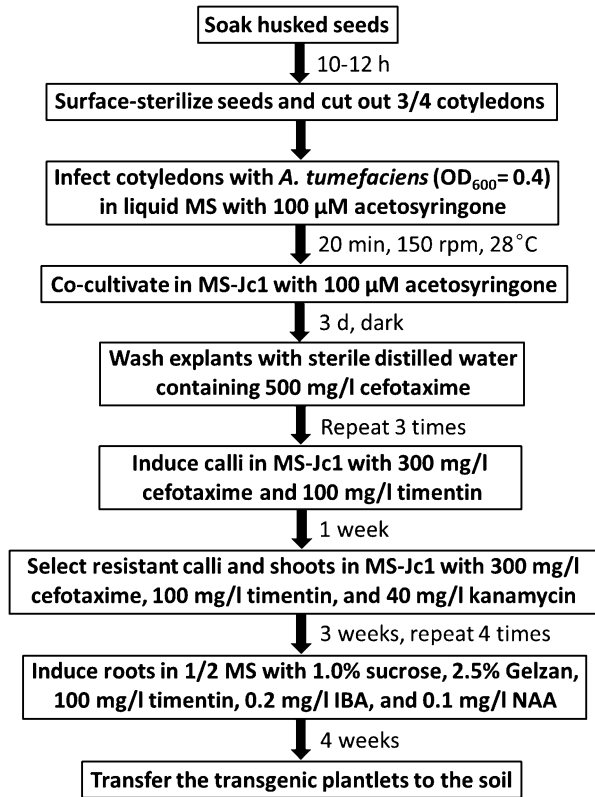 Soak husked seeds
10-12 h
Surface-sterilize seeds and cut out 3/4 cotyledons
Infect cotyledons with A. tumefaciens (OD600= 0.4)
in liquid MS with 100 µM acetosyringone
20 min, 150 rpm, 28°C
Co-cultivate in MS-Jc1 with 100 µM acetosyringone
3 d, dark
Wash explants with sterile distilled water
containing 500 mg/l cefotaxime
Repeat 3 times
Induce calli in MS-Jc1 with 300 mg/l
cefotaxime and 100 mg/l timentin
1 week
Select resistant calli and shoots in MS-Jc1 with 300 mg/l
cefotaxime, 100 mg/l timentin, and 40 mg/l kanamycin
3 weeks, repeat 4 times
Induce roots in 1/2 MS with 1.0% sucrose, 2.5% Gelzan,
100 mg/l timentin, 0.2 mg/l IBA, and 0.1 mg/l NAA
4 weeks
Transfer the transgenic plantlets to the soil